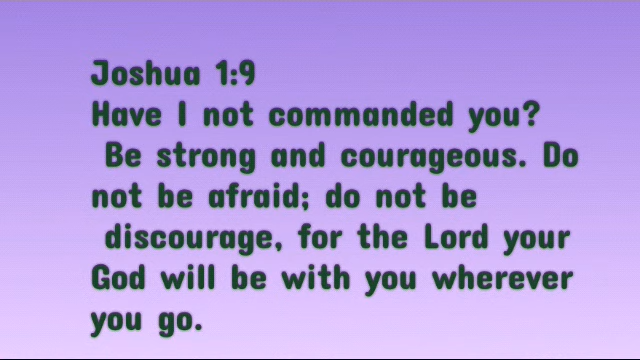 Joshua 1:9
Have I not commanded you?
Be strong and courageous. Do
not be afraid; do not be
discourage, for the Lord your
God will be with you wherever
you go.